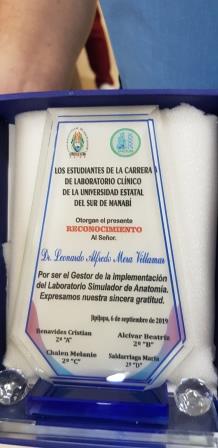 LOS ESTUDIANTES DE LA CARRERA
DE LABORATORIO CLÍNICO
DE LA UNIVERSIDAD ESTATAL
DEL SUR DE MANABÍ
Otorgan el presente
RECONOCIMIENTO
Al Señor.
Dr. Leonardo Alfredo Mera Villamar
Por ser el Gestor de la implementación
del Laboratorio Simulador de Anatomía.
Expresamos nuestra sincera gratitud.
Jipijapa, 6 de septiembre de 2019
Benavides Cristian
2º "A"
Alcívar Beatriz
2º "B"
Chalen Melanie
2º "C"
Saldarriaga María
2º "D"